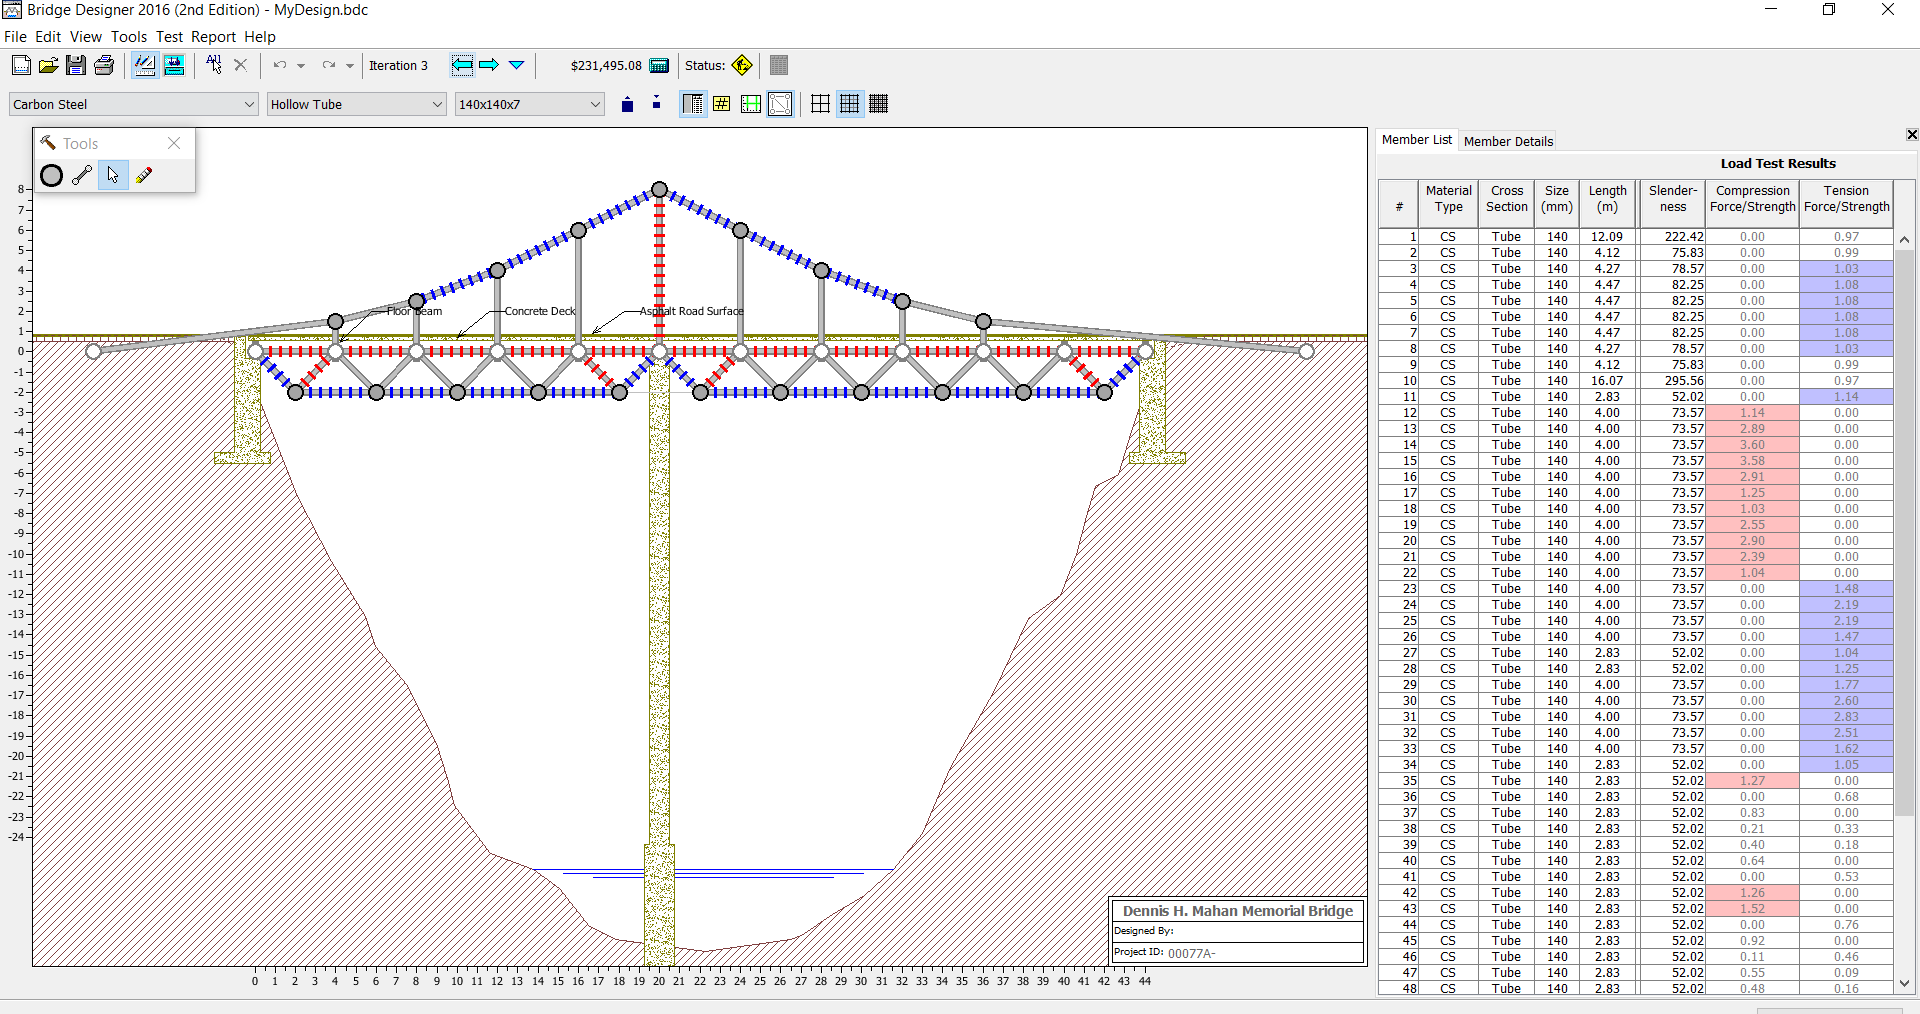 Bridge Designer 2016 (2nd Edition) - MyDesign.bdc
File Edit View Tools Test Report Help
Iteration 3 $231,495.08 Status:
Carbon Steel Hollow Tube 140x140x7
Tools
Member List Member Details
Load Test Results
# Material Type Cross Section Size (mm) Length (m) Slender-ness Compression Force/Strength Tension Force/Strength
1 CS Tube 140 12.09 222.42 0.00 0.97
2 CS Tube 140 4.12 75.83 0.00 0.99
3 CS Tube 140 4.27 78.57 0.00 1.03
4 CS Tube 140 4.47 82.25 0.00 1.08
5 CS Tube 140 4.47 82.25 0.00 1.08
6 CS Tube 140 4.47 82.25 0.00 1.08
7 CS Tube 140 4.47 82.25 0.00 1.08
8 CS Tube 140 4.27 78.57 0.00 1.03
9 CS Tube 140 4.12 75.83 0.00 0.99
10 CS Tube 140 16.07 295.56 0.00 0.97
11 CS Tube 140 2.83 52.02 0.00 1.14
12 CS Tube 140 4.00 73.57 1.14 0.00
13 CS Tube 140 4.00 73.57 2.89 0.00
14 CS Tube 140 4.00 73.57 3.60 0.00
15 CS Tube 140 4.00 73.57 3.58 0.00
16 CS Tube 140 4.00 73.57 2.91 0.00
17 CS Tube 140 4.00 73.57 1.25 0.00
18 CS Tube 140 4.00 73.57 1.03 0.00
19 CS Tube 140 4.00 73.57 2.55 0.00
20 CS Tube 140 4.00 73.57 2.90 0.00
21 CS Tube 140 4.00 73.57 2.39 0.00
22 CS Tube 140 4.00 73.57 1.04 0.00
23 CS Tube 140 4.00 73.57 0.00 1.48
24 CS Tube 140 4.00 73.57 0.00 2.19
25 CS Tube 140 4.00 73.57 0.00 2.19
26 CS Tube 140 4.00 73.57 0.00 1.47
27 CS Tube 140 2.83 52.02 0.00 1.04
28 CS Tube 140 2.83 52.02 0.00 1.25
29 CS Tube 140 4.00 73.57 0.00 1.77
30 CS Tube 140 4.00 73.57 0.00 2.60
31 CS Tube 140 4.00 73.57 0.00 2.83
32 CS Tube 140 4.00 73.57 0.00 2.51
33 CS Tube 140 4.00 73.57 0.00 1.62
34 CS Tube 140 2.83 52.02 0.00 1.05
35 CS Tube 140 2.83 52.02 1.27 0.00
36 CS Tube 140 2.83 52.02 0.00 0.68
37 CS Tube 140 2.83 52.02 0.83 0.00
38 CS Tube 140 2.83 52.02 0.21 0.33
39 CS Tube 140 2.83 52.02 0.40 0.18
40 CS Tube 140 2.83 52.02 0.64 0.00
41 CS Tube 140 2.83 52.02 0.00 0.53
42 CS Tube 140 2.83 52.02 1.26 0.00
43 CS Tube 140 2.83 52.02 1.52 0.00
44 CS Tube 140 2.83 52.02 0.00 0.76
45 CS Tube 140 2.83 52.02 0.92 0.00
46 CS Tube 140 2.83 52.02 0.11 0.46
47 CS Tube 140 2.83 52.02 0.55 0.09
48 CS Tube 140 2.83 52.02 0.48 0.16
Floor Beam Concrete Deck Asphalt Road Surface
8
7
6
5
4
3
2
1
0
-1
-2
-3
-4
-5
-6
-7
-8
-9
-10
-11
-12
-13
-14
-15
-16
-17
-18
-19
-20
-21
-22
-23
-24
Dennis H. Mahan Memorial Bridge
Designed By:
Project ID: 00077A-
0 1 2 3 4 5 6 7 8 9 10 11 12 13 14 15 16 17 18 19 20 21 22 23 24 25 26 27 28 29 30 31 32 33 34 35 36 37 38 39 40 41 42 43 44